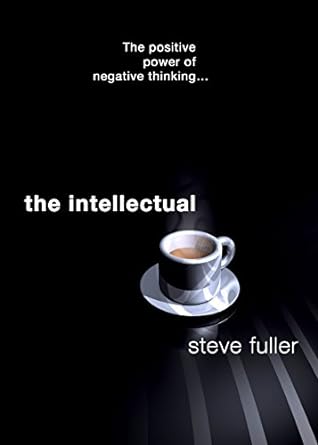 The positive
power of
negative thinking...
the intellectual
steve fuller